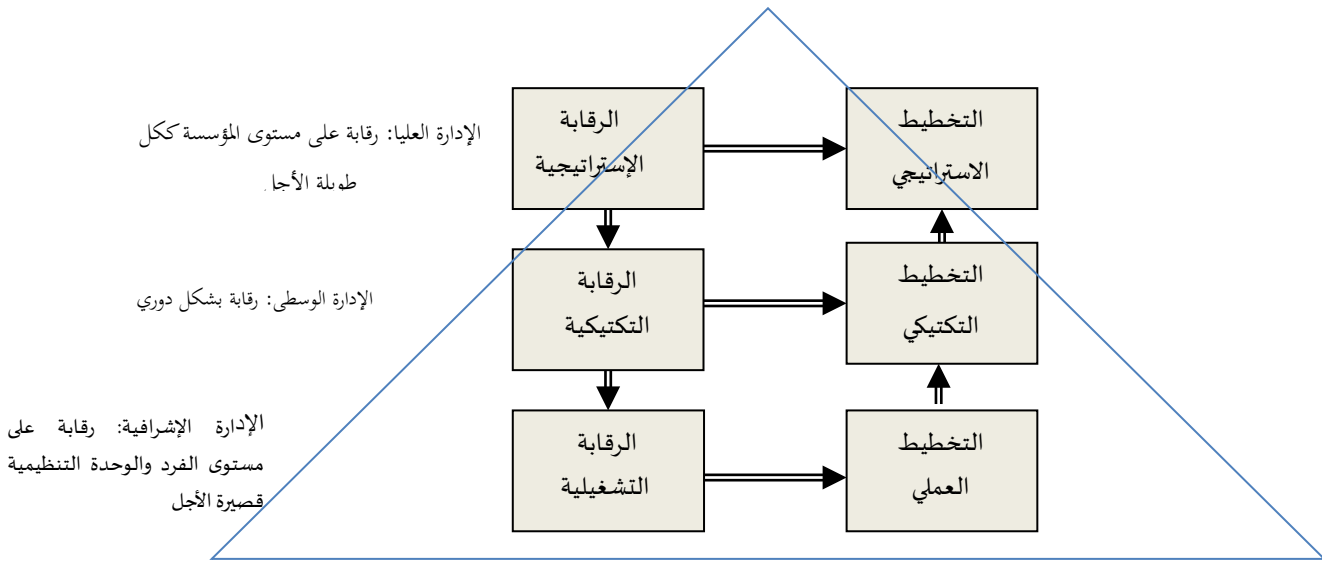 الإدارة العليا: رقابة على مستوى المؤسسة ككل
طويلة الأجل
الرقابة
الإستراتيجية
التخطيط
الاستراتيجي
الإدارة الوسطى: رقابة بشكل دوري
الرقابة
التكتيكية
التخطيط
التكتيكي
الإدارة الإشرافية: رقابة على
مستوى الفرد والوحدة التنظيمية
قصيرة الأجل
الرقابة
التشغيلية
التخطيط
العملي